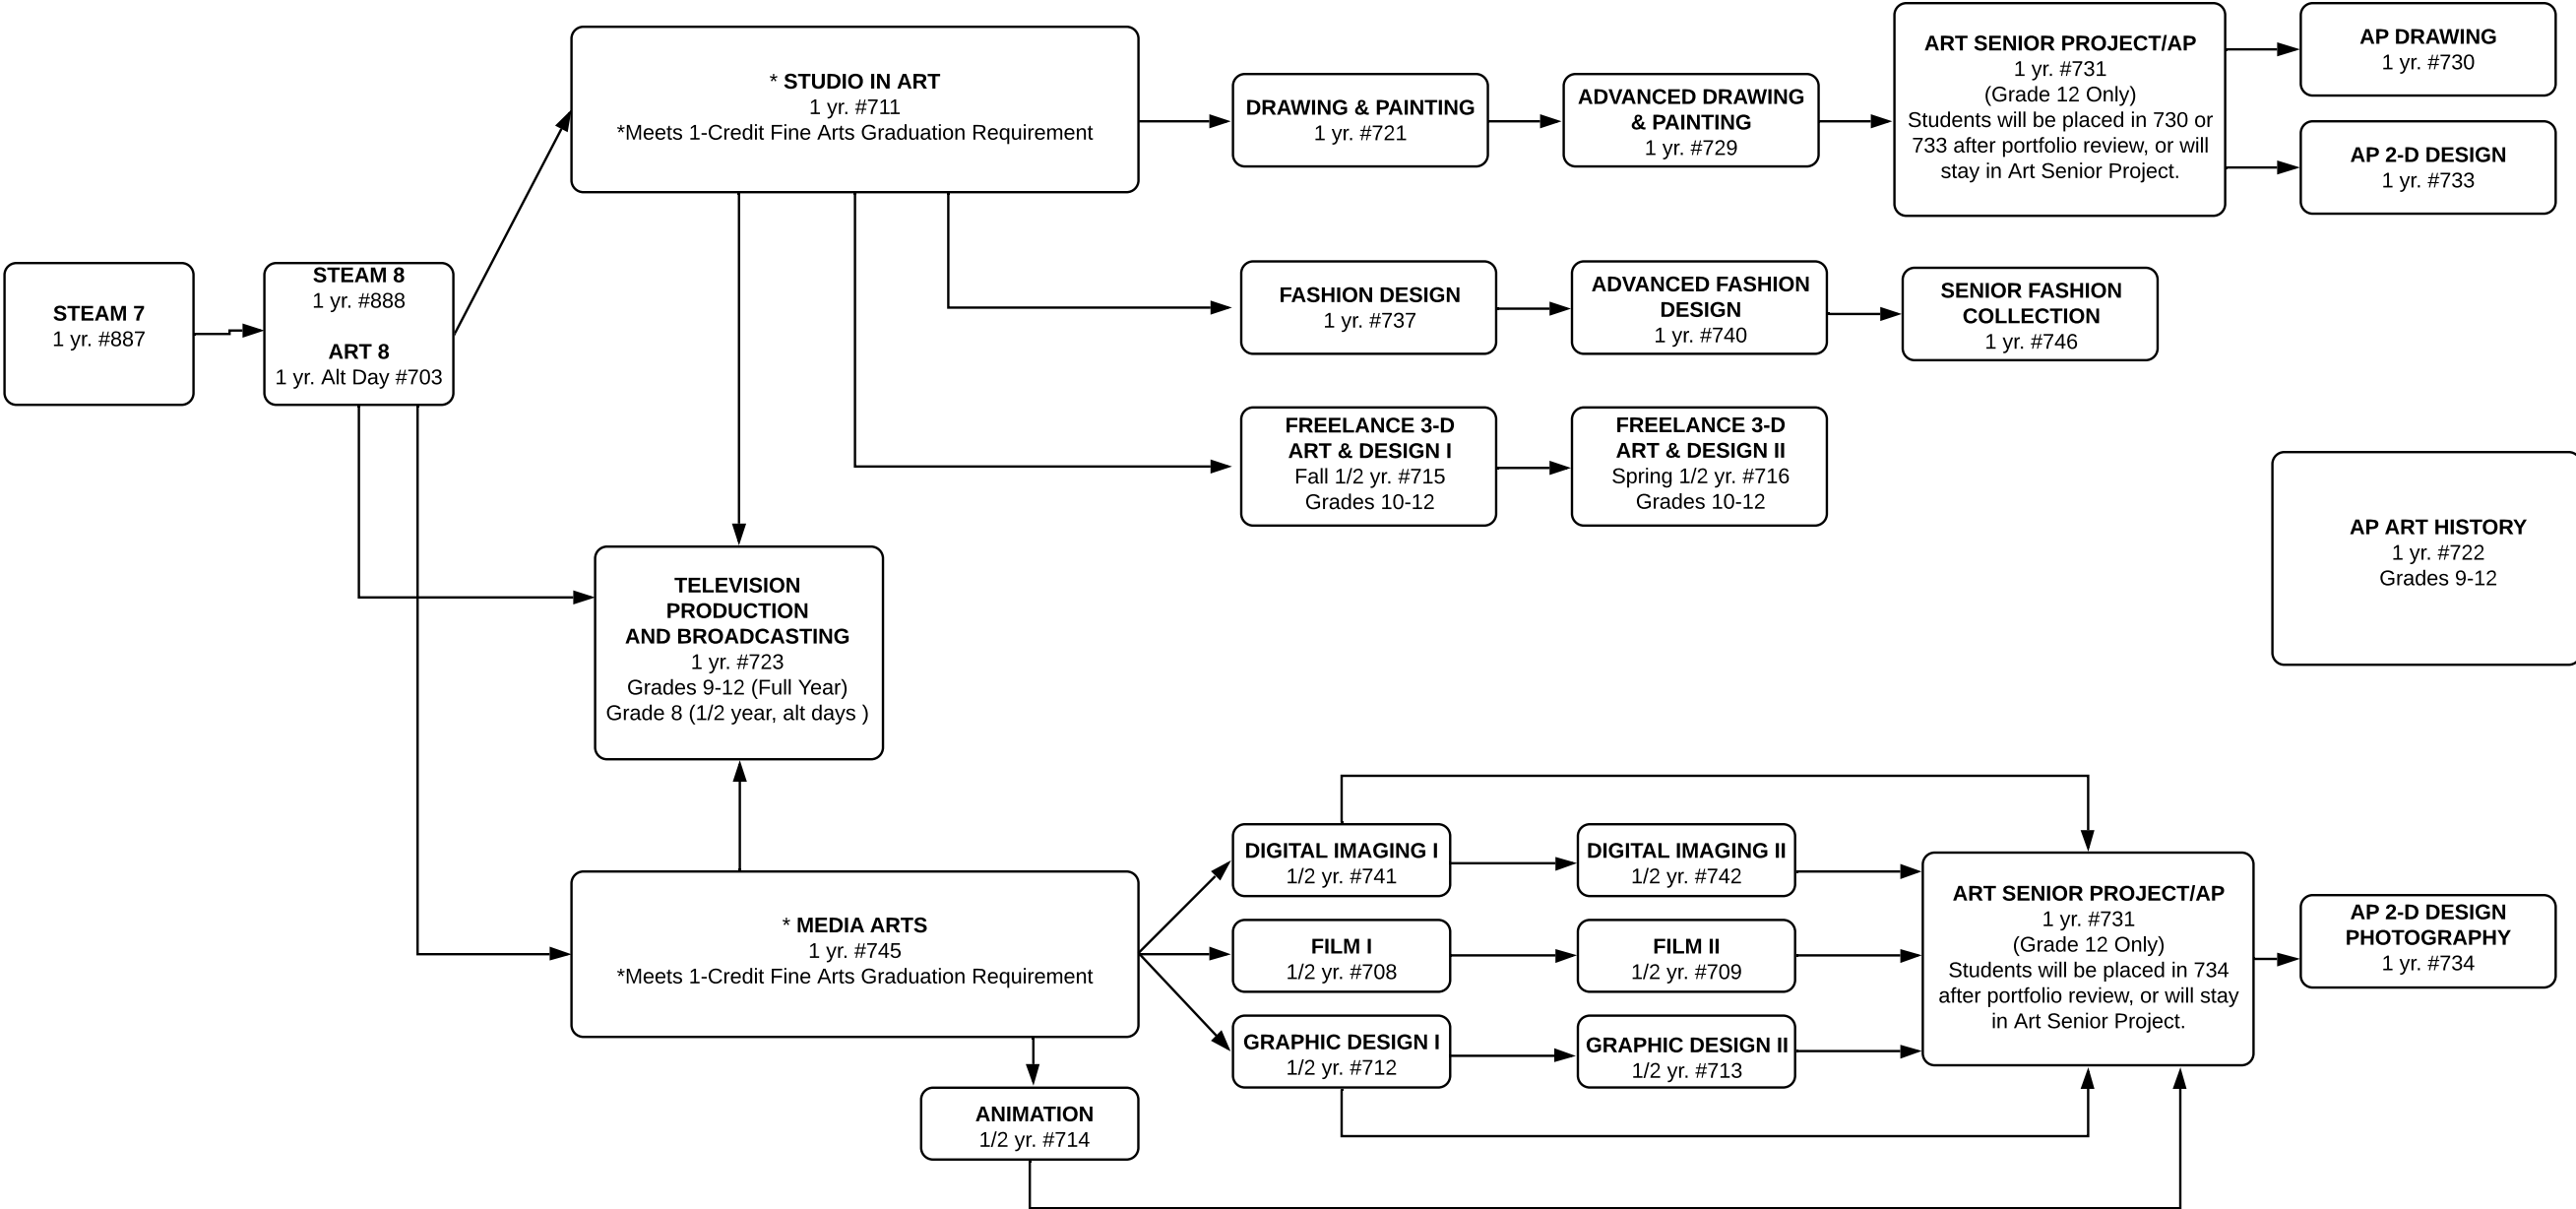 STEAM 7
1 yr. #887
STEAM 8
1 yr. #888
ART 8
1 yr. Alt Day #703
* STUDIO IN ART
1 yr. #711
*Meets 1-Credit Fine Arts Graduation Requirement
DRAWING & PAINTING
1 yr. #721
ADVANCED DRAWING
& PAINTING
1 yr. #729
ART SENIOR PROJECT/AP
1 yr. #731
(Grade 12 Only)
Students will be placed in 730 or
733 after portfolio review, or will
stay in Art Senior Project.
AP DRAWING
1 yr. #730
AP 2-D DESIGN
1 yr. #733
FASHION DESIGN
1 yr. #737
ADVANCED FASHION
DESIGN
1 yr. #740
SENIOR FASHION
COLLECTION
1 yr. #746
FREELANCE 3-D
ART & DESIGN I
Fall 1/2 yr. #715
Grades 10-12
FREELANCE 3-D
ART & DESIGN II
Spring 1/2 yr. #716
Grades 10-12
AP ART HISTORY
1 yr. #722
Grades 9-12
TELEVISION
PRODUCTION
AND BROADCASTING
1 yr. #723
Grades 9-12 (Full Year)
Grade 8 (1/2 year, alt days )
* MEDIA ARTS
1 yr. #745
*Meets 1-Credit Fine Arts Graduation Requirement
DIGITAL IMAGING I
1/2 yr. #741
DIGITAL IMAGING II
1/2 yr. #742
FILM I
1/2 yr. #708
FILM II
1/2 yr. #709
GRAPHIC DESIGN I
1/2 yr. #712
GRAPHIC DESIGN II
1/2 yr. #713
ART SENIOR PROJECT/AP
1 yr. #731
(Grade 12 Only)
Students will be placed in 734
after portfolio review, or will stay
in Art Senior Project.
AP 2-D DESIGN
PHOTOGRAPHY
1 yr. #734
ANIMATION
1/2 yr. #714